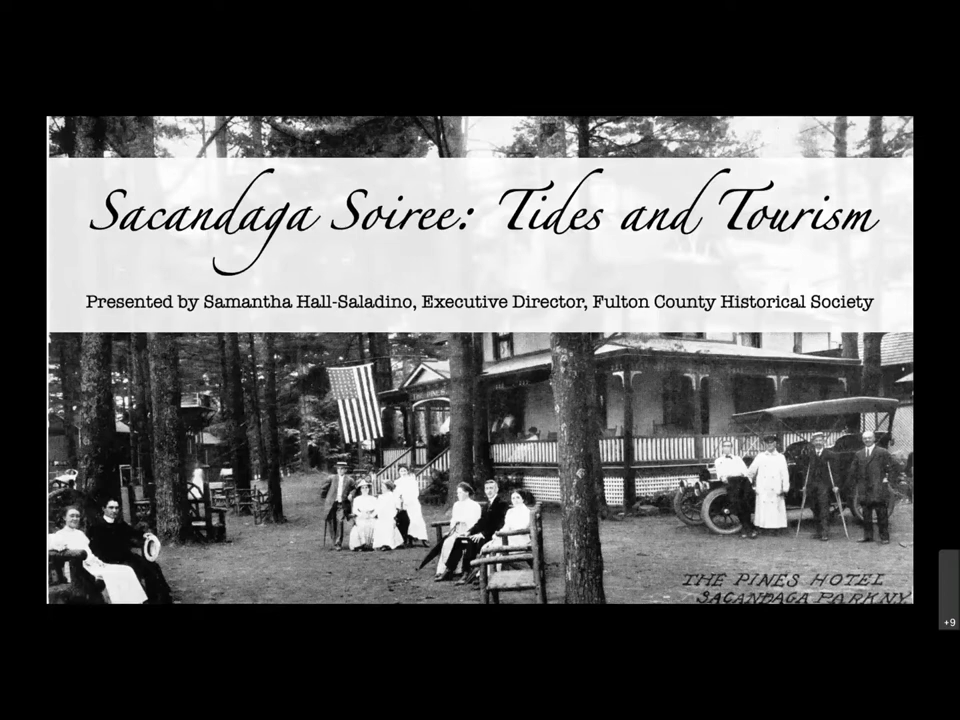 Sacandaga Soiree: Tides and Tourism
Presented by Samantha Hall-Saladino, Executive Director, Fulton County Historical Society
THE PINES HOTEL
SACANDAGA PARK NY.
+9